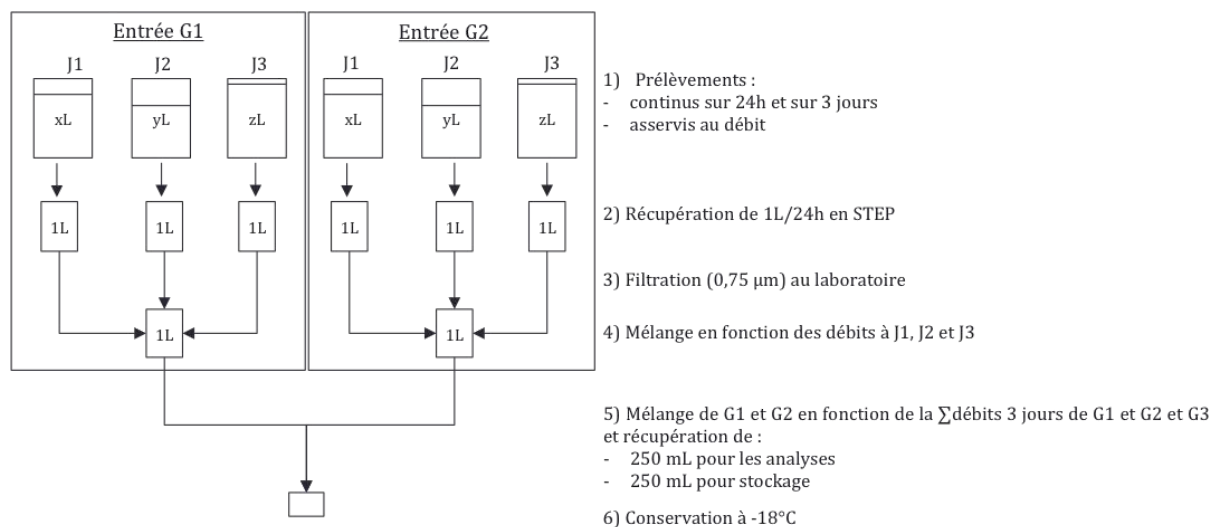 Entrée G1
J1 J2 J3
xL yL zL
1L 1L 1L
1L
Entrée G2
J1 J2 J3
xL yL zL
1L 1L 1L
1L
1) Prélèvements :
- continus sur 24h et sur 3 jours
- asservis au débit
2) Récupération de 1L/24h en STEP
3) Filtration (0,75 µm) au laboratoire
4) Mélange en fonction des débits à J1, J2 et J3
5) Mélange de G1 et G2 en fonction de la ∑débits 3 jours de G1 et G2 et G3
et récupération de :
- 250 mL pour les analyses
- 250 mL pour stockage
6) Conservation à -18°C